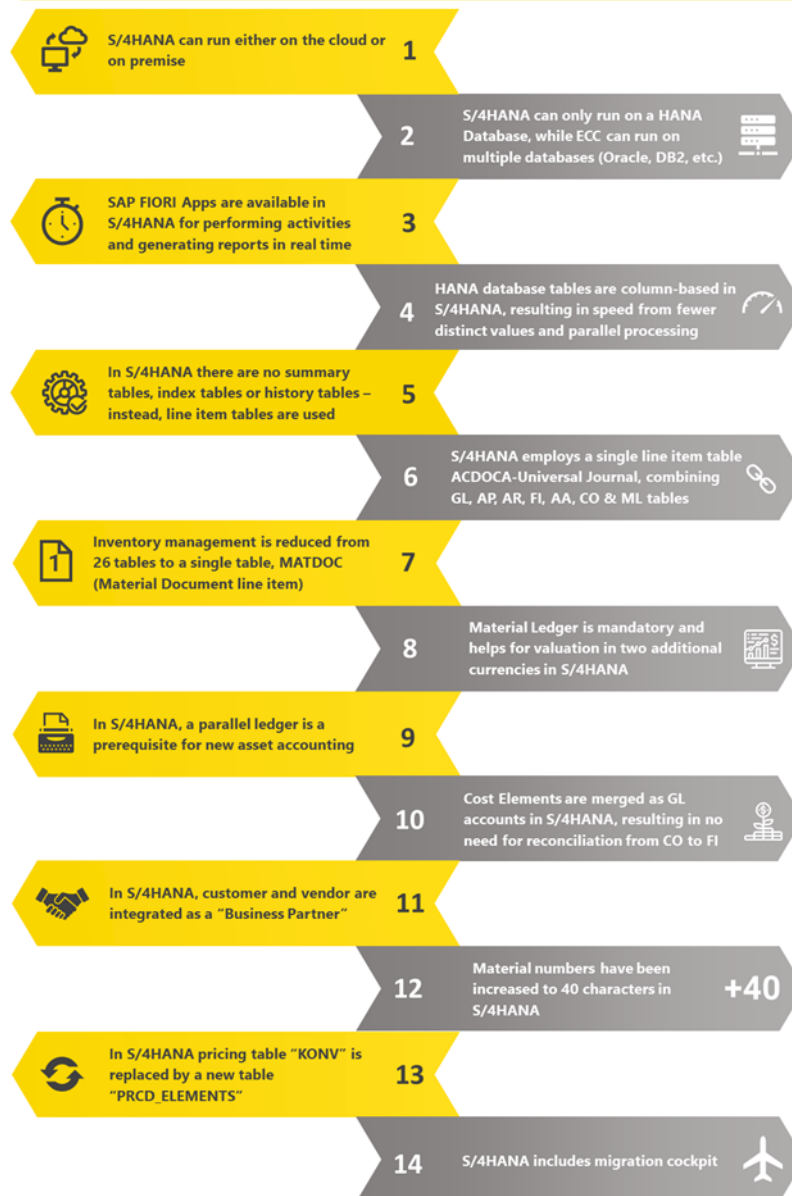 S/4HANA can run either on the cloud or
on premise
1
2
S/4HANA can only run on a HANA
Database, while ECC can run on
multiple databases (Oracle, DB2, etc.)
SAP FIORI Apps are available in
S/4HANA for performing activities
and generating reports in real time
3
4
HANA database tables are column-based in
S/4HANA, resulting in speed from fewer
distinct values and parallel processing
In S/4HANA there are no summary
tables, index tables or history tables –
instead, line item tables are used
5
6
S/4HANA employs a single line item table
ACDOCA-Universal Journal, combining
GL, AP, AR, FI, AA, CO & ML tables
1
Inventory management is reduced from
26 tables to a single table, MATDOC
(Material Document line item)
7
8
Material Ledger is mandatory and
helps for valuation in two additional
currencies in S/4HANA
In S/4HANA, a parallel ledger is a
prerequisite for new asset accounting
9
10
Cost Elements are merged as GL
accounts in S/4HANA, resulting in no
need for reconciliation from CO to FI
In S/4HANA, customer and vendor are
integrated as a “Business Partner”
11
12
Material numbers have been
increased to 40 characters in
S/4HANA
+40
In S/4HANA pricing table “KONV” is
replaced by a new table
“PRCD_ELEMENTS”
13
14
S/4HANA includes migration cockpit